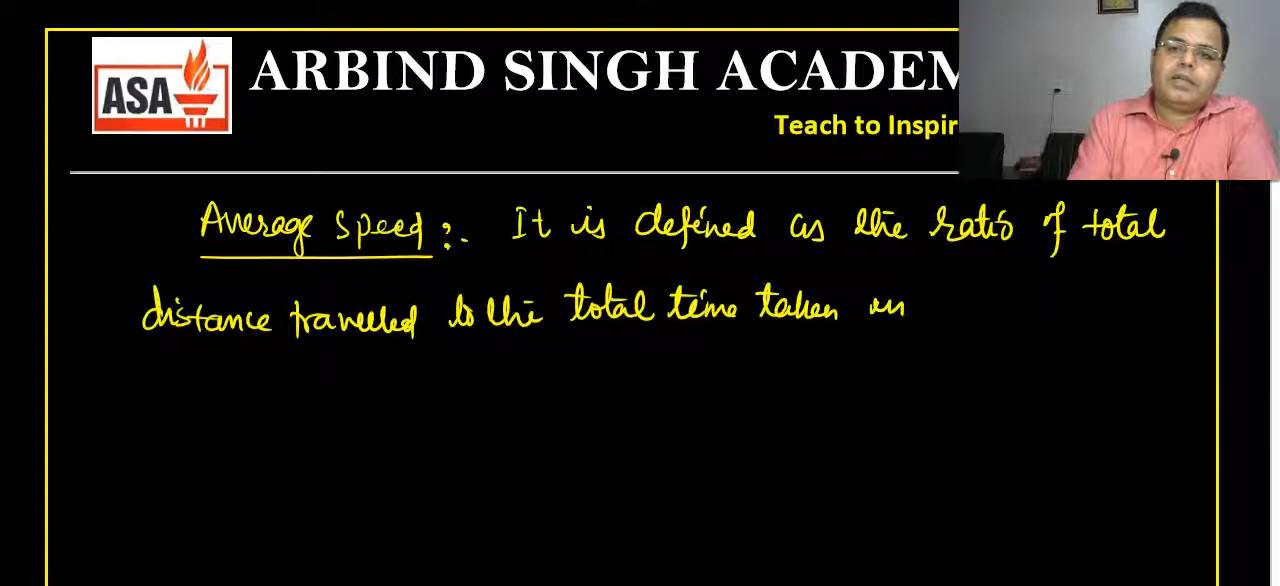 ASA
ARBIND SINGH ACADEM
Teach to Inspir
Average speed :- It is defined as the ratio of total
distance travelled to the total time taken in